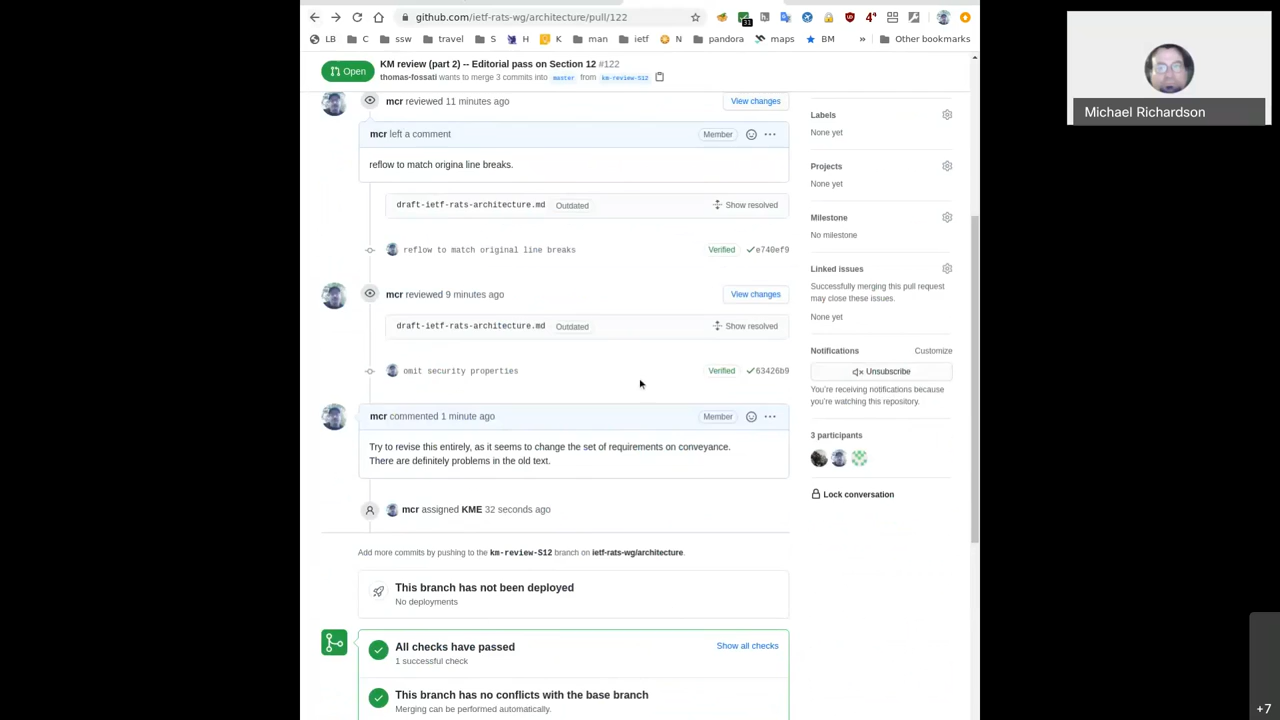 github.com/ietf-rats-wg/architecture/pull/122
31
LB C ssw travel S H K man ietf N pandora maps BM » Other bookmarks
Open
KM review (part 2) -- Editorial pass on Section 12 #122
thomas-fossati wants to merge 3 commits into master from km-review-S12
mcr reviewed 11 minutes ago
View changes
mcr left a comment
Member
reflow to match origina line breaks.
draft-ietf-rats-architecture.md Outdated
Show resolved
reflow to match original line breaks
Verified
e740ef9
mcr reviewed 9 minutes ago
View changes
draft-ietf-rats-architecture.md Outdated
Show resolved
omit security properties
Verified
63426b9
mcr commented 1 minute ago
Member
Try to revise this entirely, as it seems to change the set of requirements on conveyance.
There are definitely problems in the old text.
mcr assigned KME 32 seconds ago
Add more commits by pushing to the km-review-S12 branch on ietf-rats-wg/architecture.
This branch has not been deployed
No deployments
All checks have passed
1 successful check
Show all checks
This branch has no conflicts with the base branch
Merging can be performed automatically.
Labels
None yet
Projects
None yet
Milestone
No milestone
Linked issues
Successfully merging this pull request
may close these issues.
None yet
Notifications
Customize
Unsubscribe
You're receiving notifications because
you're watching this repository.
3 participants
Lock conversation
Michael Richardson
+7